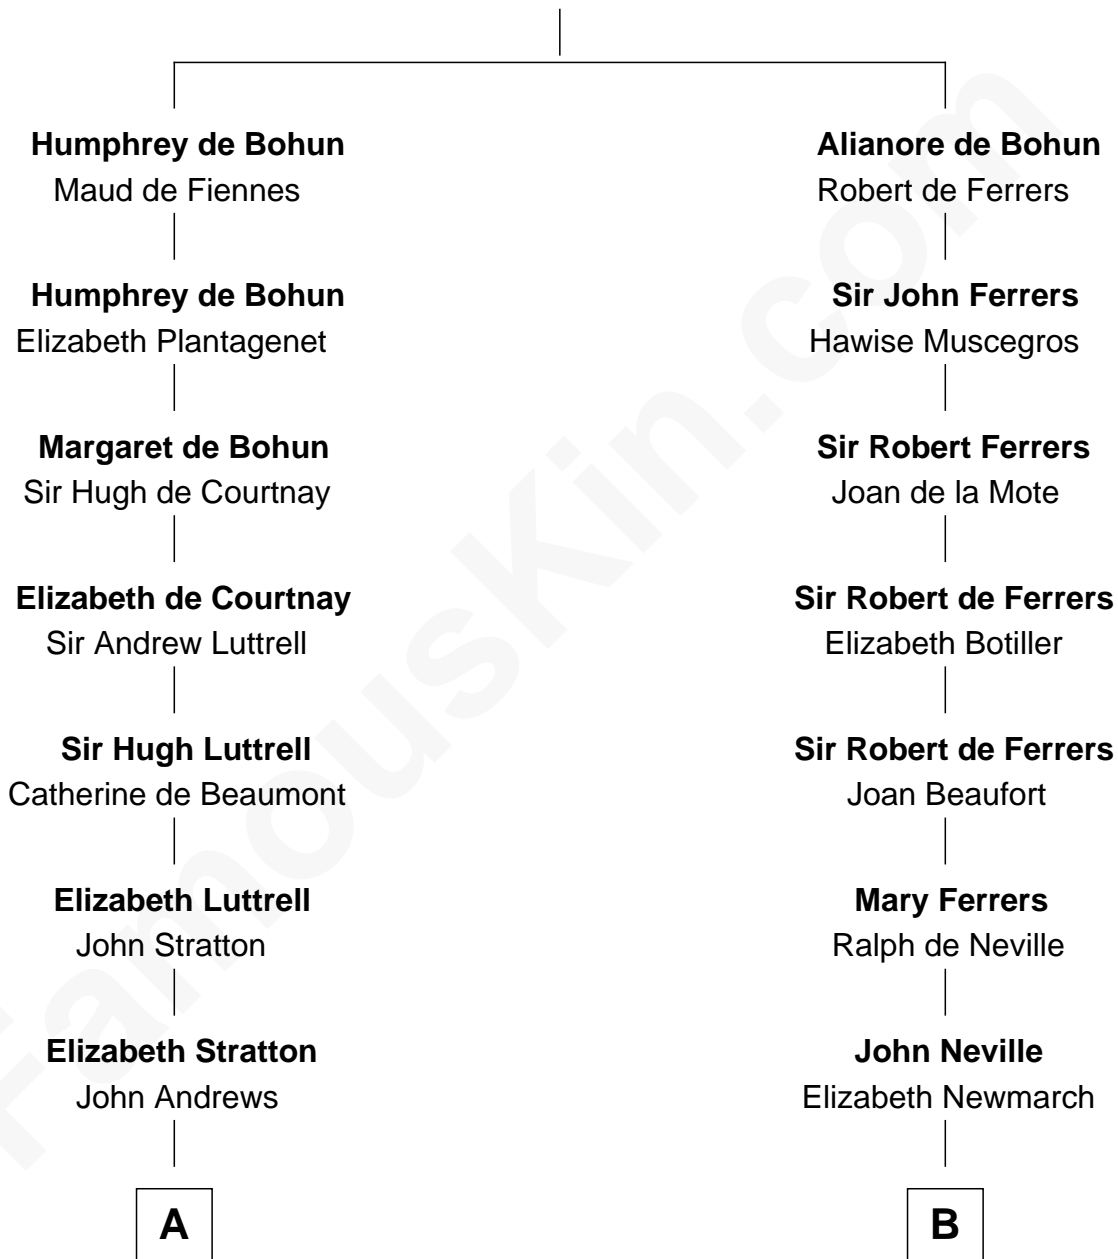 Humphrey de Bohun
Maud de Fiennes
Humphrey de Bohun
Elizabeth Plantagenet
Margaret de Bohun
Sir Hugh de Courtnay
Elizabeth de Courtnay
Sir Andrew Luttrell
Sir Hugh Luttrell
Catherine de Beaumont
Elizabeth Luttrell
John Stratton
Elizabeth Stratton
John Andrews
A
Alianore de Bohun
Robert de Ferrers
Sir John Ferrers
Hawise Muscegros
Sir Robert Ferrers
Joan de la Mote
Sir Robert de Ferrers
Elizabeth Botiller
Sir Robert de Ferrers
Joan Beaufort
Mary Ferrers
Ralph de Neville
John Neville
Elizabeth Newmarch
B
FamousKin.com